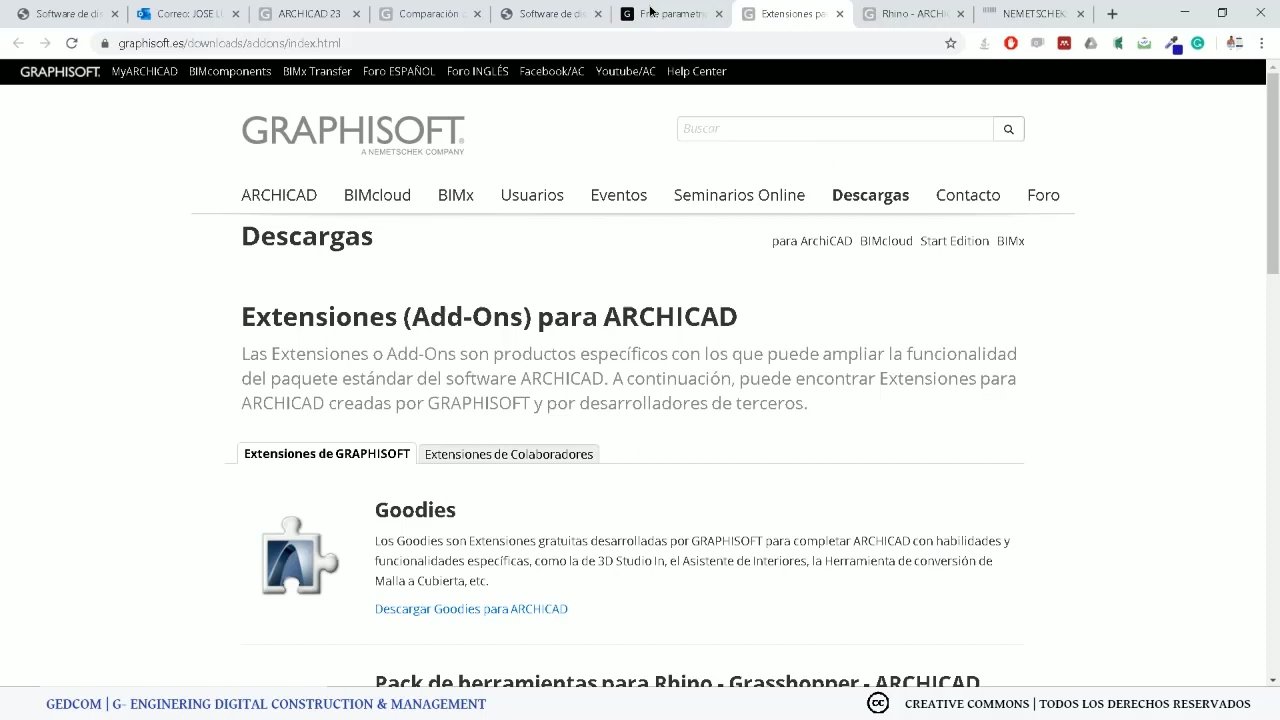 Software de dis
Correo: JOSE L
ARCHICAD 23
Comparación c
Software de dis
G
Extensiones pa
Rhino - ARCHI
NEMETSCHEK
graphisoft.es/downloads/addons/index.html
GRAPHISOFT. MyARCHICAD BIMcomponents BIMx Transfer Foro ESPAÑOL Foro INGLÉS Facebook/AC Youtube/AC Help Center
GRAPHISOFT.
A NEMETSCHEK COMPANY
Buscar
ARCHICAD BIMcloud BIMx Usuarios Eventos Seminarios Online Descargas Contacto Foro
Descargas
para ArchiCAD BIMcloud Start Edition BIMx
Extensiones (Add-Ons) para ARCHICAD
Las Extensiones o Add-Ons son productos específicos con los que puede ampliar la funcionalidad
del paquete estándar del software ARCHICAD. A continuación, puede encontrar Extensiones para
ARCHICAD creadas por GRAPHISOFT y por desarrolladores de terceros.
Extensiones de GRAPHISOFT Extensiones de Colaboradores
Goodies
Los Goodies son Extensiones gratuitas desarrolladas por GRAPHISOFT para completar ARCHICAD con habilidades y
funcionalidades específicas, como la de 3D Studio In, el Asistente de Interiores, la Herramienta de conversión de
Malla a Cubierta, etc.
Descargar Goodies para ARCHICAD
Pack de herramientas para Rhino - Grasshopper - ARCHICAD
GEDCOM | G- ENGINERING DIGITAL CONSTRUCTION & MANAGEMENT
cc CREATIVE COMMONS | TODOS LOS DERECHOS RESERVADOS